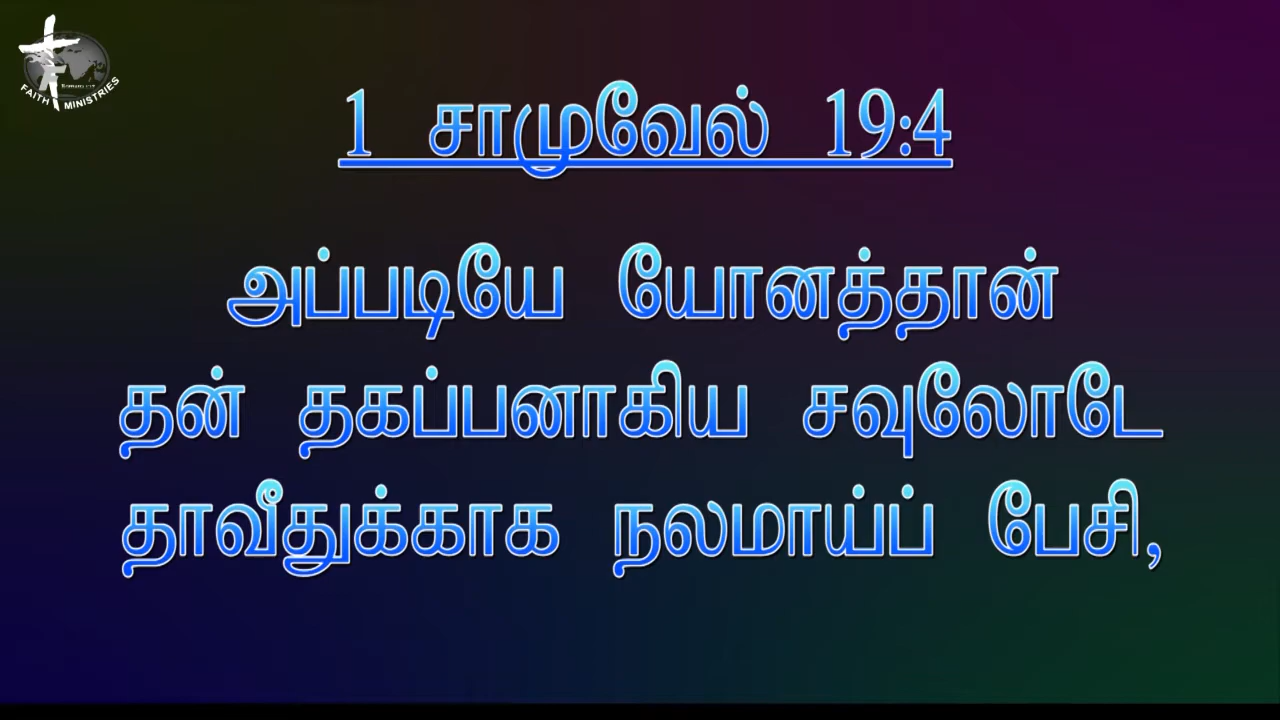 FAITH MINISTRIES
1 சாமுவேல் 19:4
அப்படியே யோனத்தான்
தன் தகப்பனாகிய சவுலோடே
தாவீதுக்காக நலமாய்ப் பேசி,